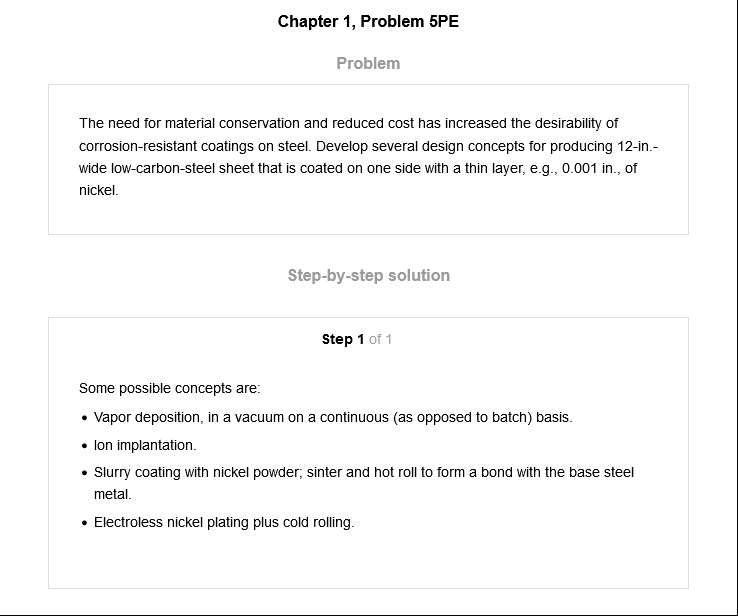 Chapter 1, Problem 5PE
Problem
The need for material conservation and reduced cost has increased the desirability of
corrosion-resistant coatings on steel. Develop several design concepts for producing 12-in.-
wide low-carbon-steel sheet that is coated on one side with a thin layer, e.g., 0.001 in., of
nickel.
Step-by-step solution
Step 1 of 1
Some possible concepts are:
• Vapor deposition, in a vacuum on a continuous (as opposed to batch) basis.
• Ion implantation.
• Slurry coating with nickel powder; sinter and hot roll to form a bond with the base steel
metal.
• Electroless nickel plating plus cold rolling.